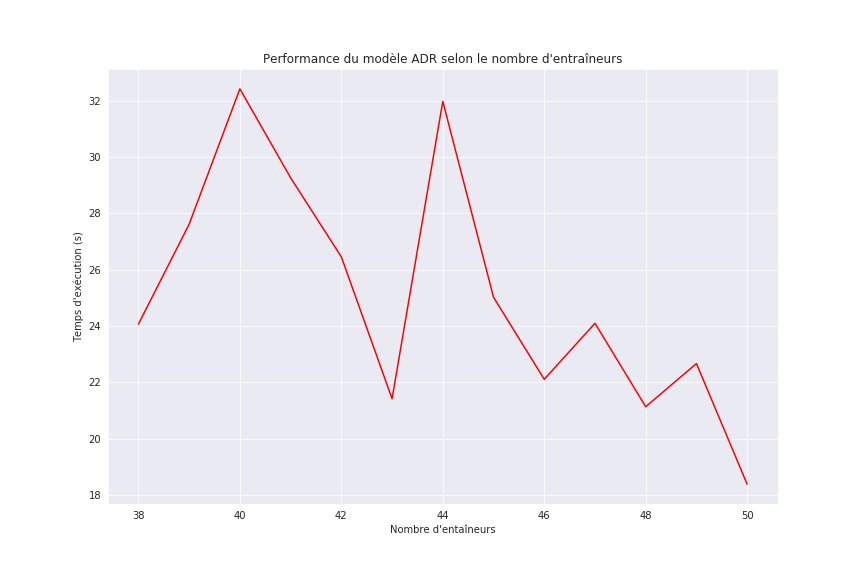 Performance du modèle ADR selon le nombre d'entraîneurs
Temps d'exécution (s)
32
30
28
26
24
22
20
18
38 40 42 44 46 48 50
Nombre d'entaîneurs